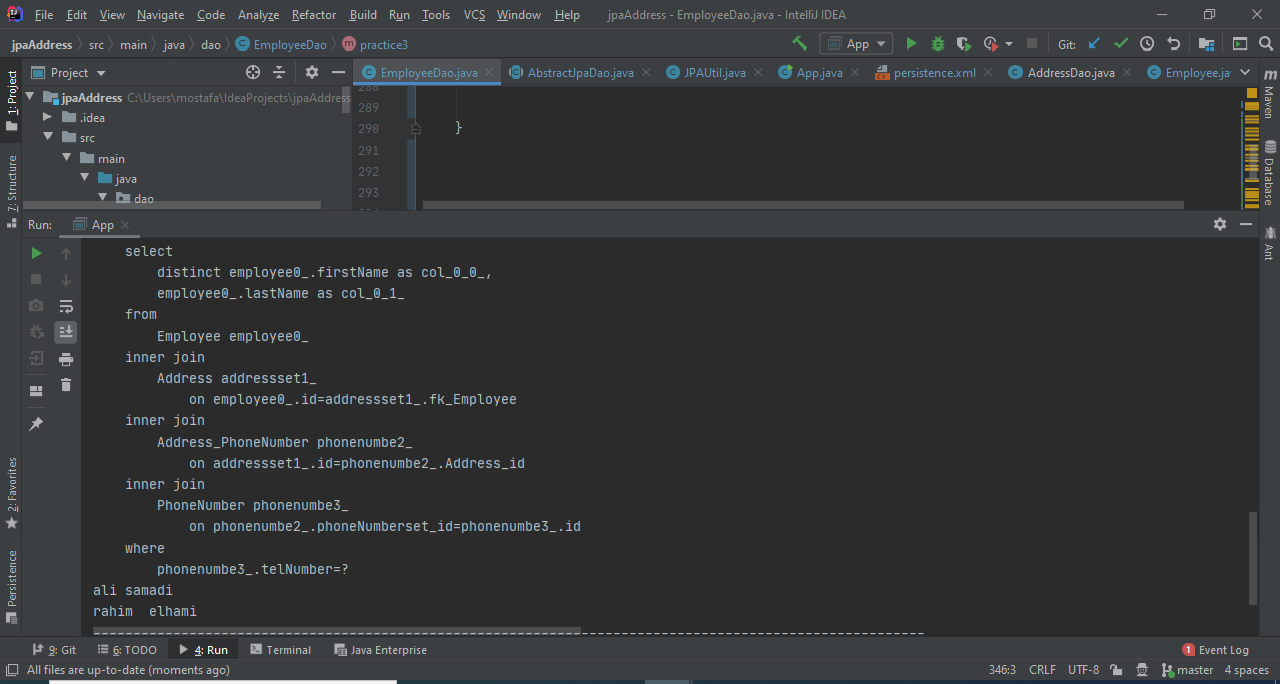 File Edit View Navigate Code Analyze Refactor Build Run Tools VCS Window Help jpaAddress - EmployeeDao.java - IntelliJ IDEA
jpaAddress src main java dao EmployeeDao practice3 App Git:
Project EmployeeDao.java AbstractJpaDao.java JPAUtil.java App.java persistence.xml AddressDao.java Employee.ja
1: Project
7: Structure
2: Favorites
Persistence
jpaAddress C:\Users\mostafa\IdeaProjects\jpaAddress
.idea
src
main
java
dao
288
289
290 }
291
292
293
Maven
Database
Ant
Run: App
select
distinct employee0_.firstName as col_0_0_,
employee0_.lastName as col_0_1_
from
Employee employee0_
inner join
Address addressset1_
on employee0_.id=addressset1_.fk_Employee
inner join
Address_PhoneNumber phonenumbe2_
on addressset1_.id=phonenumbe2_.Address_id
inner join
PhoneNumber phonenumbe3_
on phonenumbe2_.phoneNumberset_id=phonenumbe3_.id
where
phonenumbe3_.telNumber=?
ali samadi
rahim  elhami
9: Git 6: TODO 4: Run Terminal Java Enterprise 1 Event Log
All files are up-to-date (moments ago) 346:3 CRLF UTF-8 master 4 spaces